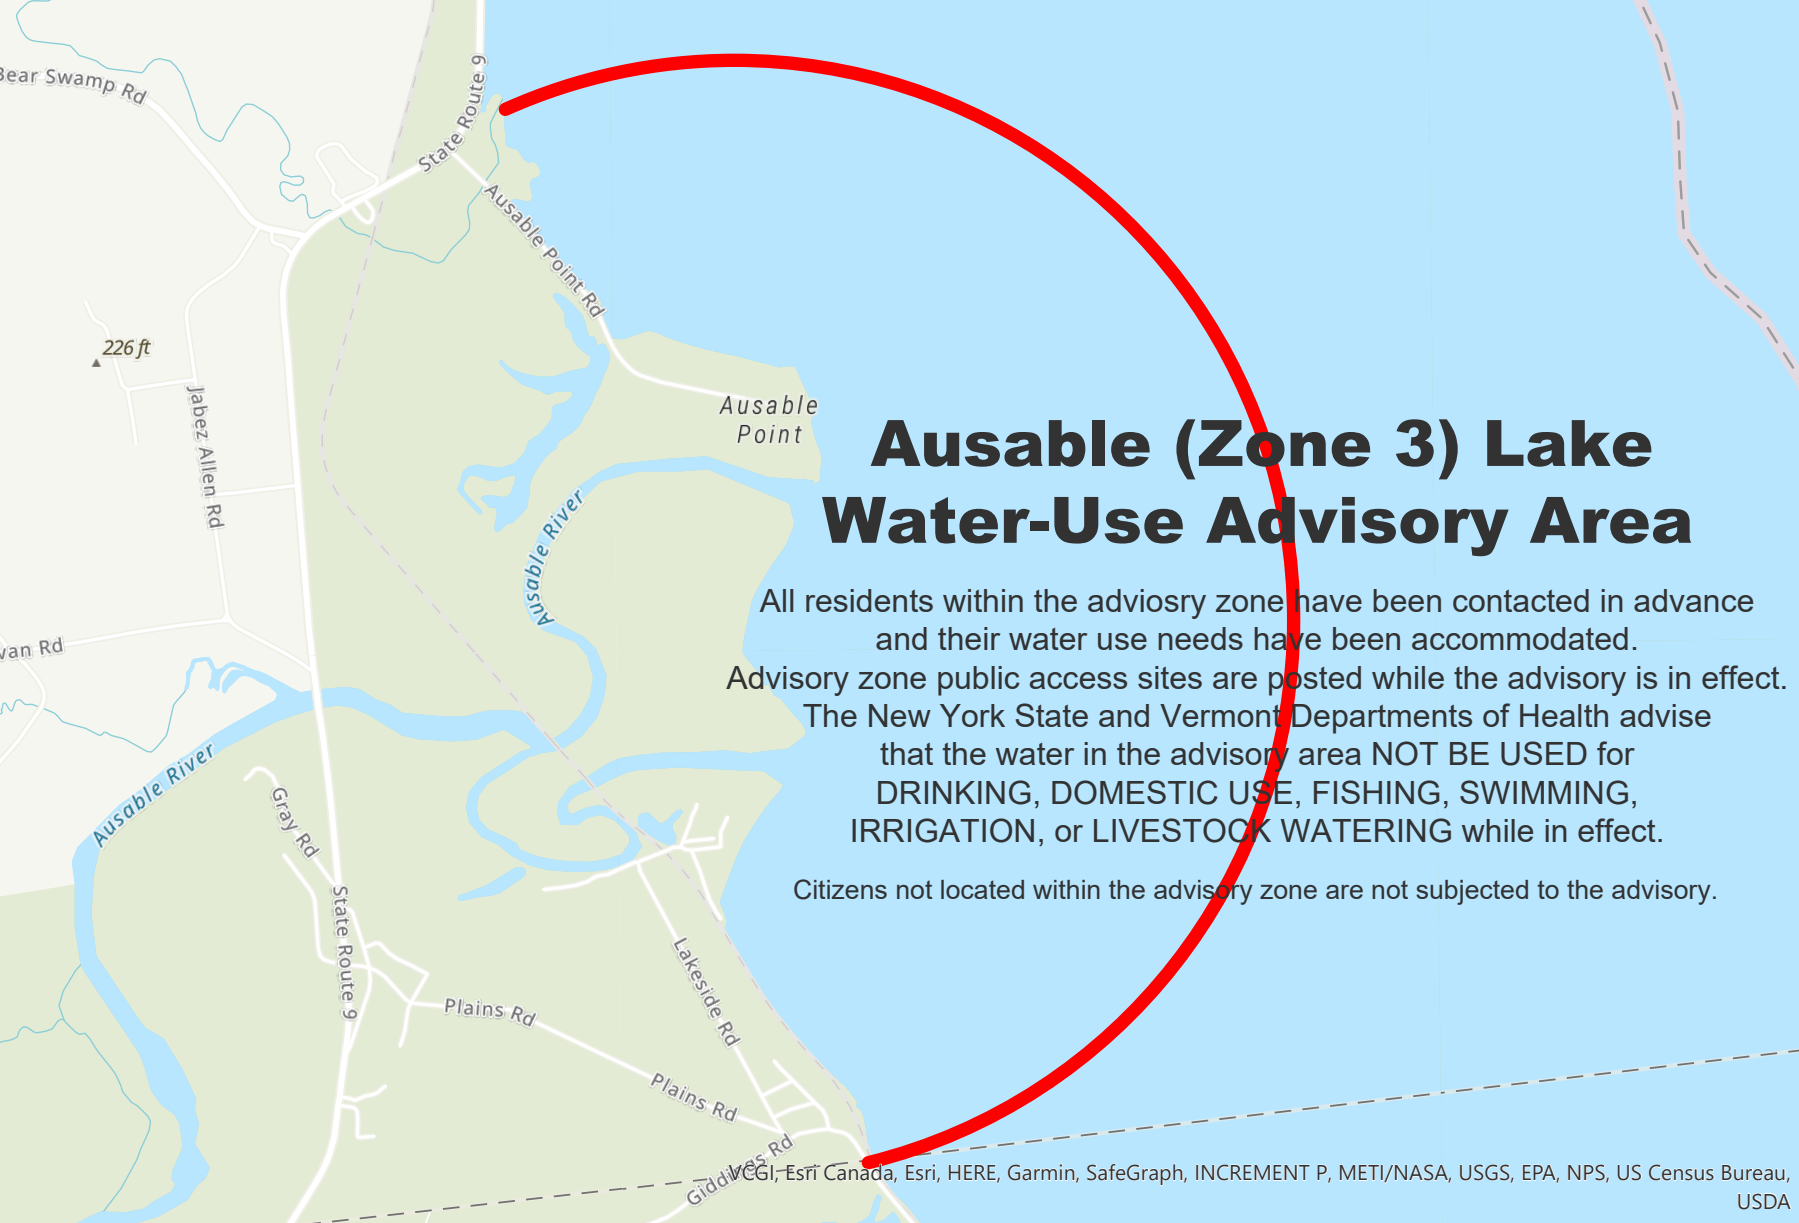 State Route 9
Bear Swamp Rd
Ausable Point Rd
226 ft
Jabez Allen Rd
Ausable
Point
Ausable (Zone 3) Lake
Water-Use Advisory Area
Ausable River
All residents within the adviosry zone have been contacted in advance
and their water use needs have been accommodated.
Advisory zone public access sites are posted while the advisory is in effect.
The New York State and Vermont Departments of Health advise
that the water in the advisory area NOT BE USED for
DRINKING, DOMESTIC USE, FISHING, SWIMMING,
IRRIGATION, or LIVESTOCK WATERING while in effect.
Citizens not located within the advisory zone are not subjected to the advisory.
van Rd
Ausable River
Gray Rd
State Route 9
Lakeside Rd
Plains Rd
Plains Rd
Giddings Rd
VCGI, Esri Canada, Esri, HERE, Garmin, SafeGraph, INCREMENT P, METI/NASA, USGS, EPA, NPS, US Census Bureau,
USDA